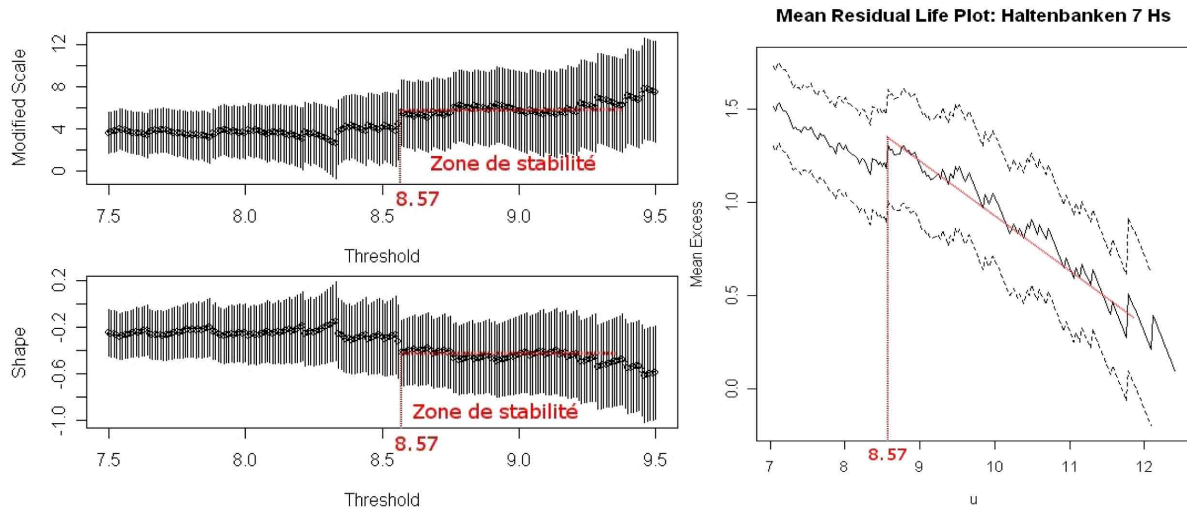 Modified Scale
12
8
4
0
Zone de stabilité
8.57
7.5 8.0 8.5 9.0 9.5
Threshold
Shape
0.2
-0.2
-0.6
-1.0
Zone de stabilité
8.57
7.5 8.0 8.5 9.0 9.5
Threshold
Mean Residual Life Plot: Haltenbanken 7 Hs
Mean Excess
1.5
1.0
0.5
0.0
8.57
7 8 9 10 11 12
u